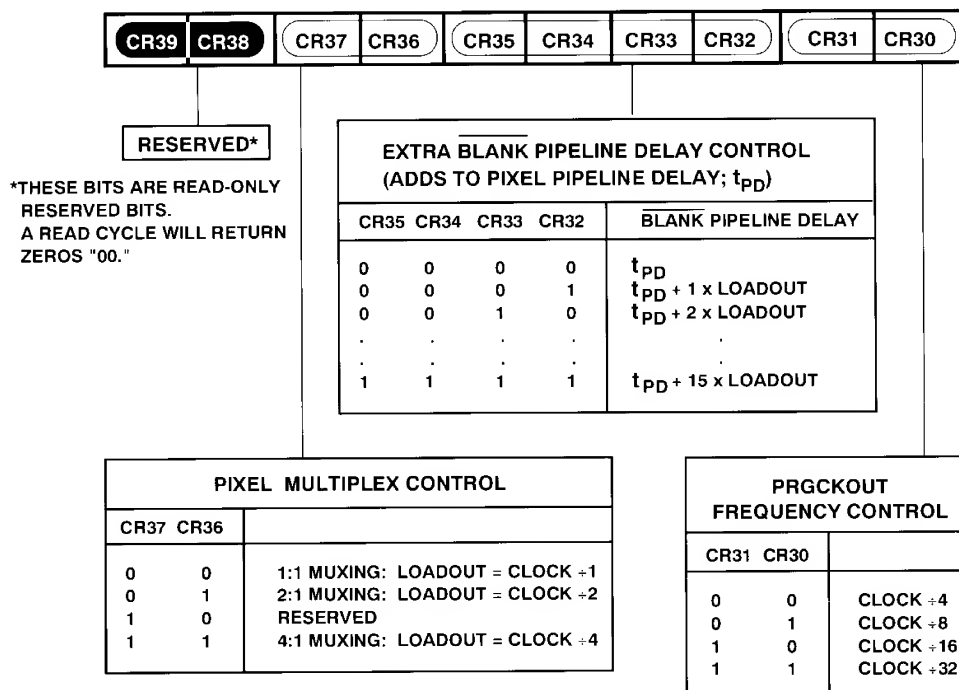 CR39 CR38 CR37 CR36 CR35 CR34 CR33 CR32 CR31 CR30
RESERVED*
*THESE BITS ARE READ-ONLY
RESERVED BITS.
A READ CYCLE WILL RETURN
ZEROS "00."
EXTRA BLANK PIPELINE DELAY CONTROL
(ADDS TO PIXEL PIPELINE DELAY; tPD)
CR35 CR34 CR33 CR32 BLANK PIPELINE DELAY
0 0 0 0 tPD
0 0 0 1 tPD + 1 x LOADOUT
0 0 1 0 tPD + 2 x LOADOUT
. . . . .
. . . . .
1 1 1 1 tPD + 15 x LOADOUT
PIXEL MULTIPLEX CONTROL
CR37 CR36
0 0 1:1 MUXING: LOADOUT = CLOCK ÷1
0 1 2:1 MUXING: LOADOUT = CLOCK ÷2
1 0 RESERVED
1 1 4:1 MUXING: LOADOUT = CLOCK ÷4
PRGCKOUT
FREQUENCY CONTROL
CR31 CR30
0 0 CLOCK ÷4
0 1 CLOCK ÷8
1 0 CLOCK ÷16
1 1 CLOCK ÷32